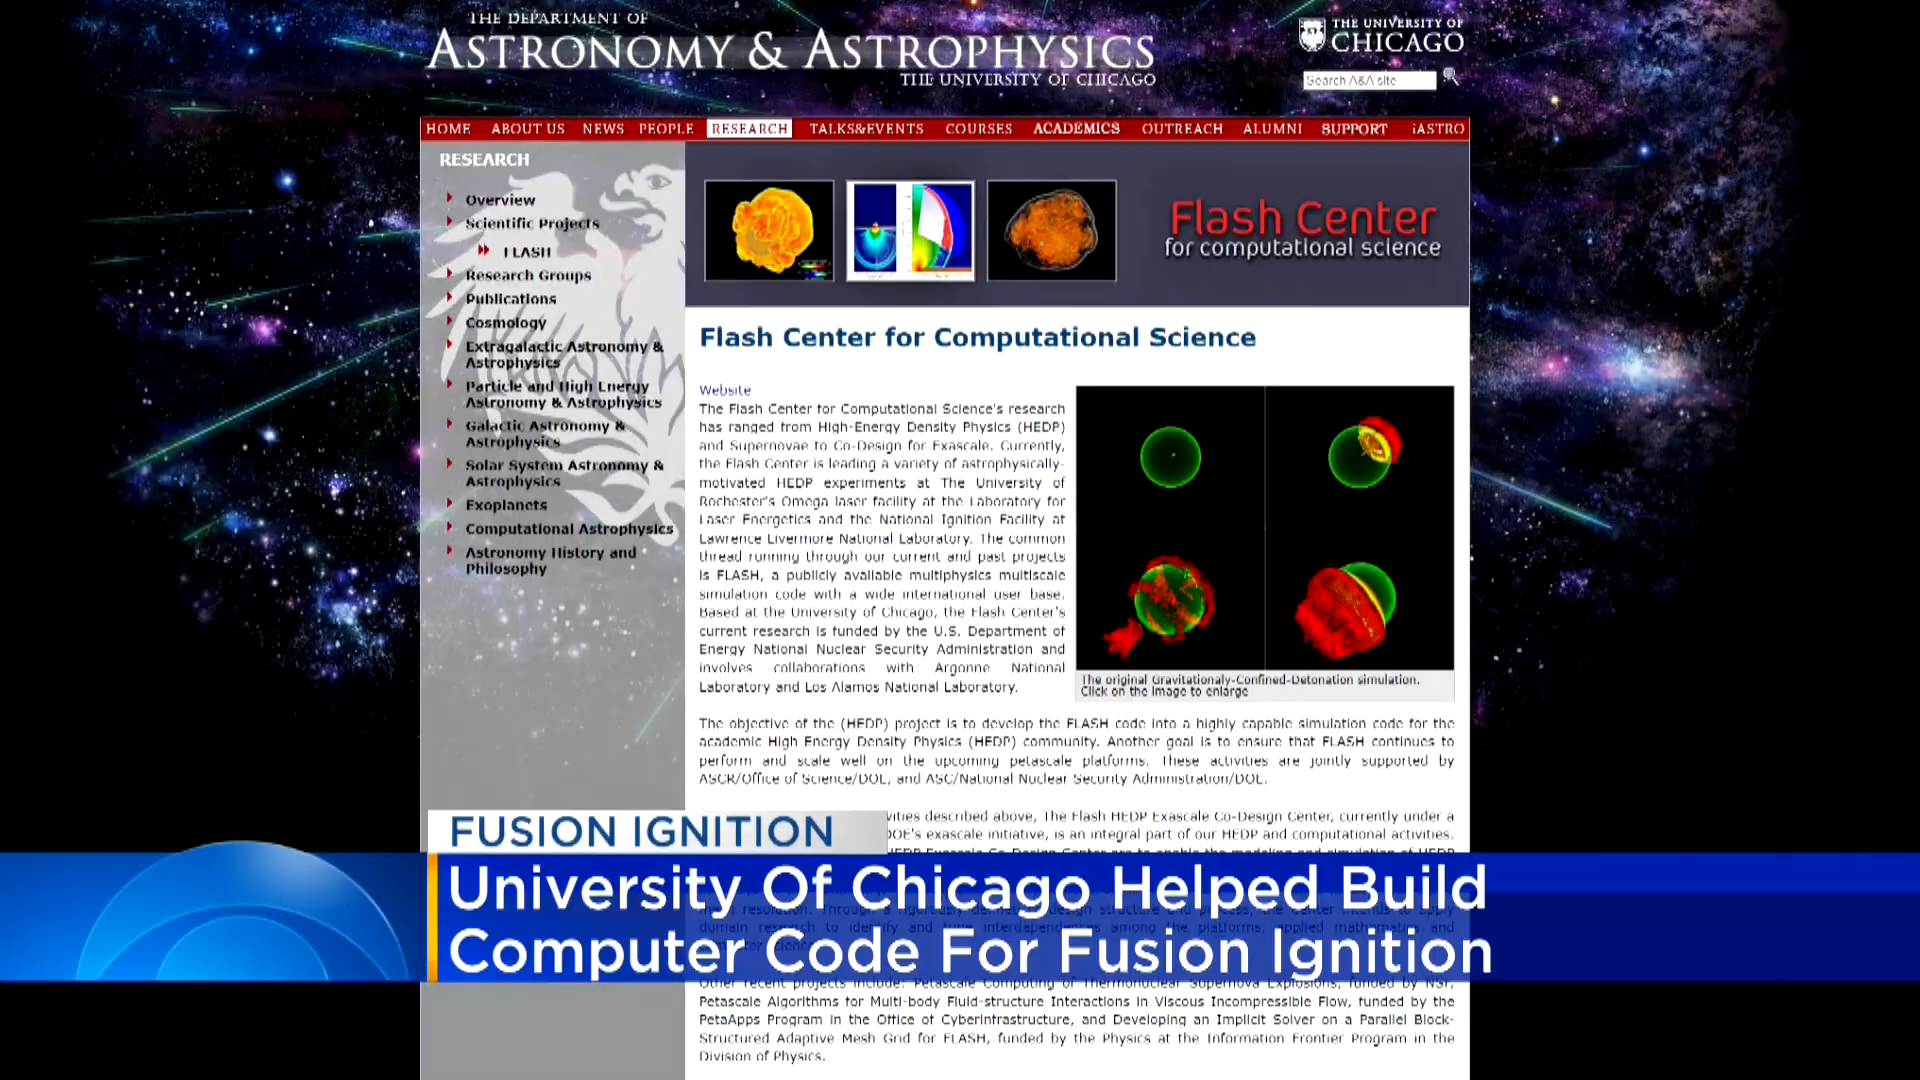 THE DEPARTMENT OF
ASTRONOMY & ASTROPHYSICS
THE UNIVERSITY OF CHICAGO
THE UNIVERSITY OF
CHICAGO
Search A&A site
HOME ABOUT US NEWS PEOPLE RESEARCH TALKS&EVENTS COURSES ACADEMICS OUTREACH ALUMNI SUPPORT iASTRO
RESEARCH
Overview
Scientific Projects
FLASH
Research Groups
Publications
Cosmology
Extragalactic Astronomy &
Astrophysics
Particle and High Energy
Astronomy & Astrophysics
Galactic Astronomy &
Astrophysics
Solar System Astronomy &
Astrophysics
Exoplanets
Computational Astrophysics
Astronomy History and
Philosophy
Flash Center
for computational science
Flash Center for Computational Science
Website
The Flash Center for Computational Science's research
has ranged from High-Energy Density Physics (HEDP)
and Supernovae to Co-Design for Exascale. Currently,
the Flash Center is leading a variety of astrophysically-
motivated HEDP experiments at The University of
Rochester's Omega laser facility at the Laboratory for
Laser Energetics and the National Ignition Facility at
Lawrence Livermore National Laboratory. The common
thread running through our current and past projects
is FLASH, a publicly available multiphysics multiscale
simulation code with a wide international user base.
Based at the University of Chicago, the Flash Center's
current research is funded by the U.S. Department of
Energy National Nuclear Security Administration and
involves collaborations with Argonne National
Laboratory and Los Alamos National Laboratory.
The original Gravitationaly-Confined-Detonation simulation.
Click on the image to enlarge
The objective of the (HEDP) project is to develop the FLASH code into a highly capable simulation code for the
academic High Energy Density Physics (HEDP) community. Another goal is to ensure that FLASH continues to
perform and scale well on the upcoming petascale platforms. These activities are jointly supported by
ASCR/Office of Science/DOE, and ASC/National Nuclear Security Administration/DOE.
described above, The Flash HEDP Exascale Co-Design Center, currently under a
DOE's exascale initiative, is an integral part of our HEDP and computational activities.
FUSION IGNITION
University Of Chicago Helped Build
Computer Code For Fusion Ignition
Other recent projects include: Petascale Computing of Thermonuclear Supernova Explosions, funded by NSF,
Petascale Algorithms for Multi-body Fluid-structure Interactions in Viscous Incompressible Flow, funded by the
PetaApps Program in the Office of Cyberinfrastructure, and Developing an Implicit Solver on a Parallel Block-
Structured Adaptive Mesh Grid for FLASH, funded by the Physics at the Information Frontier Program in the
Division of Physics.